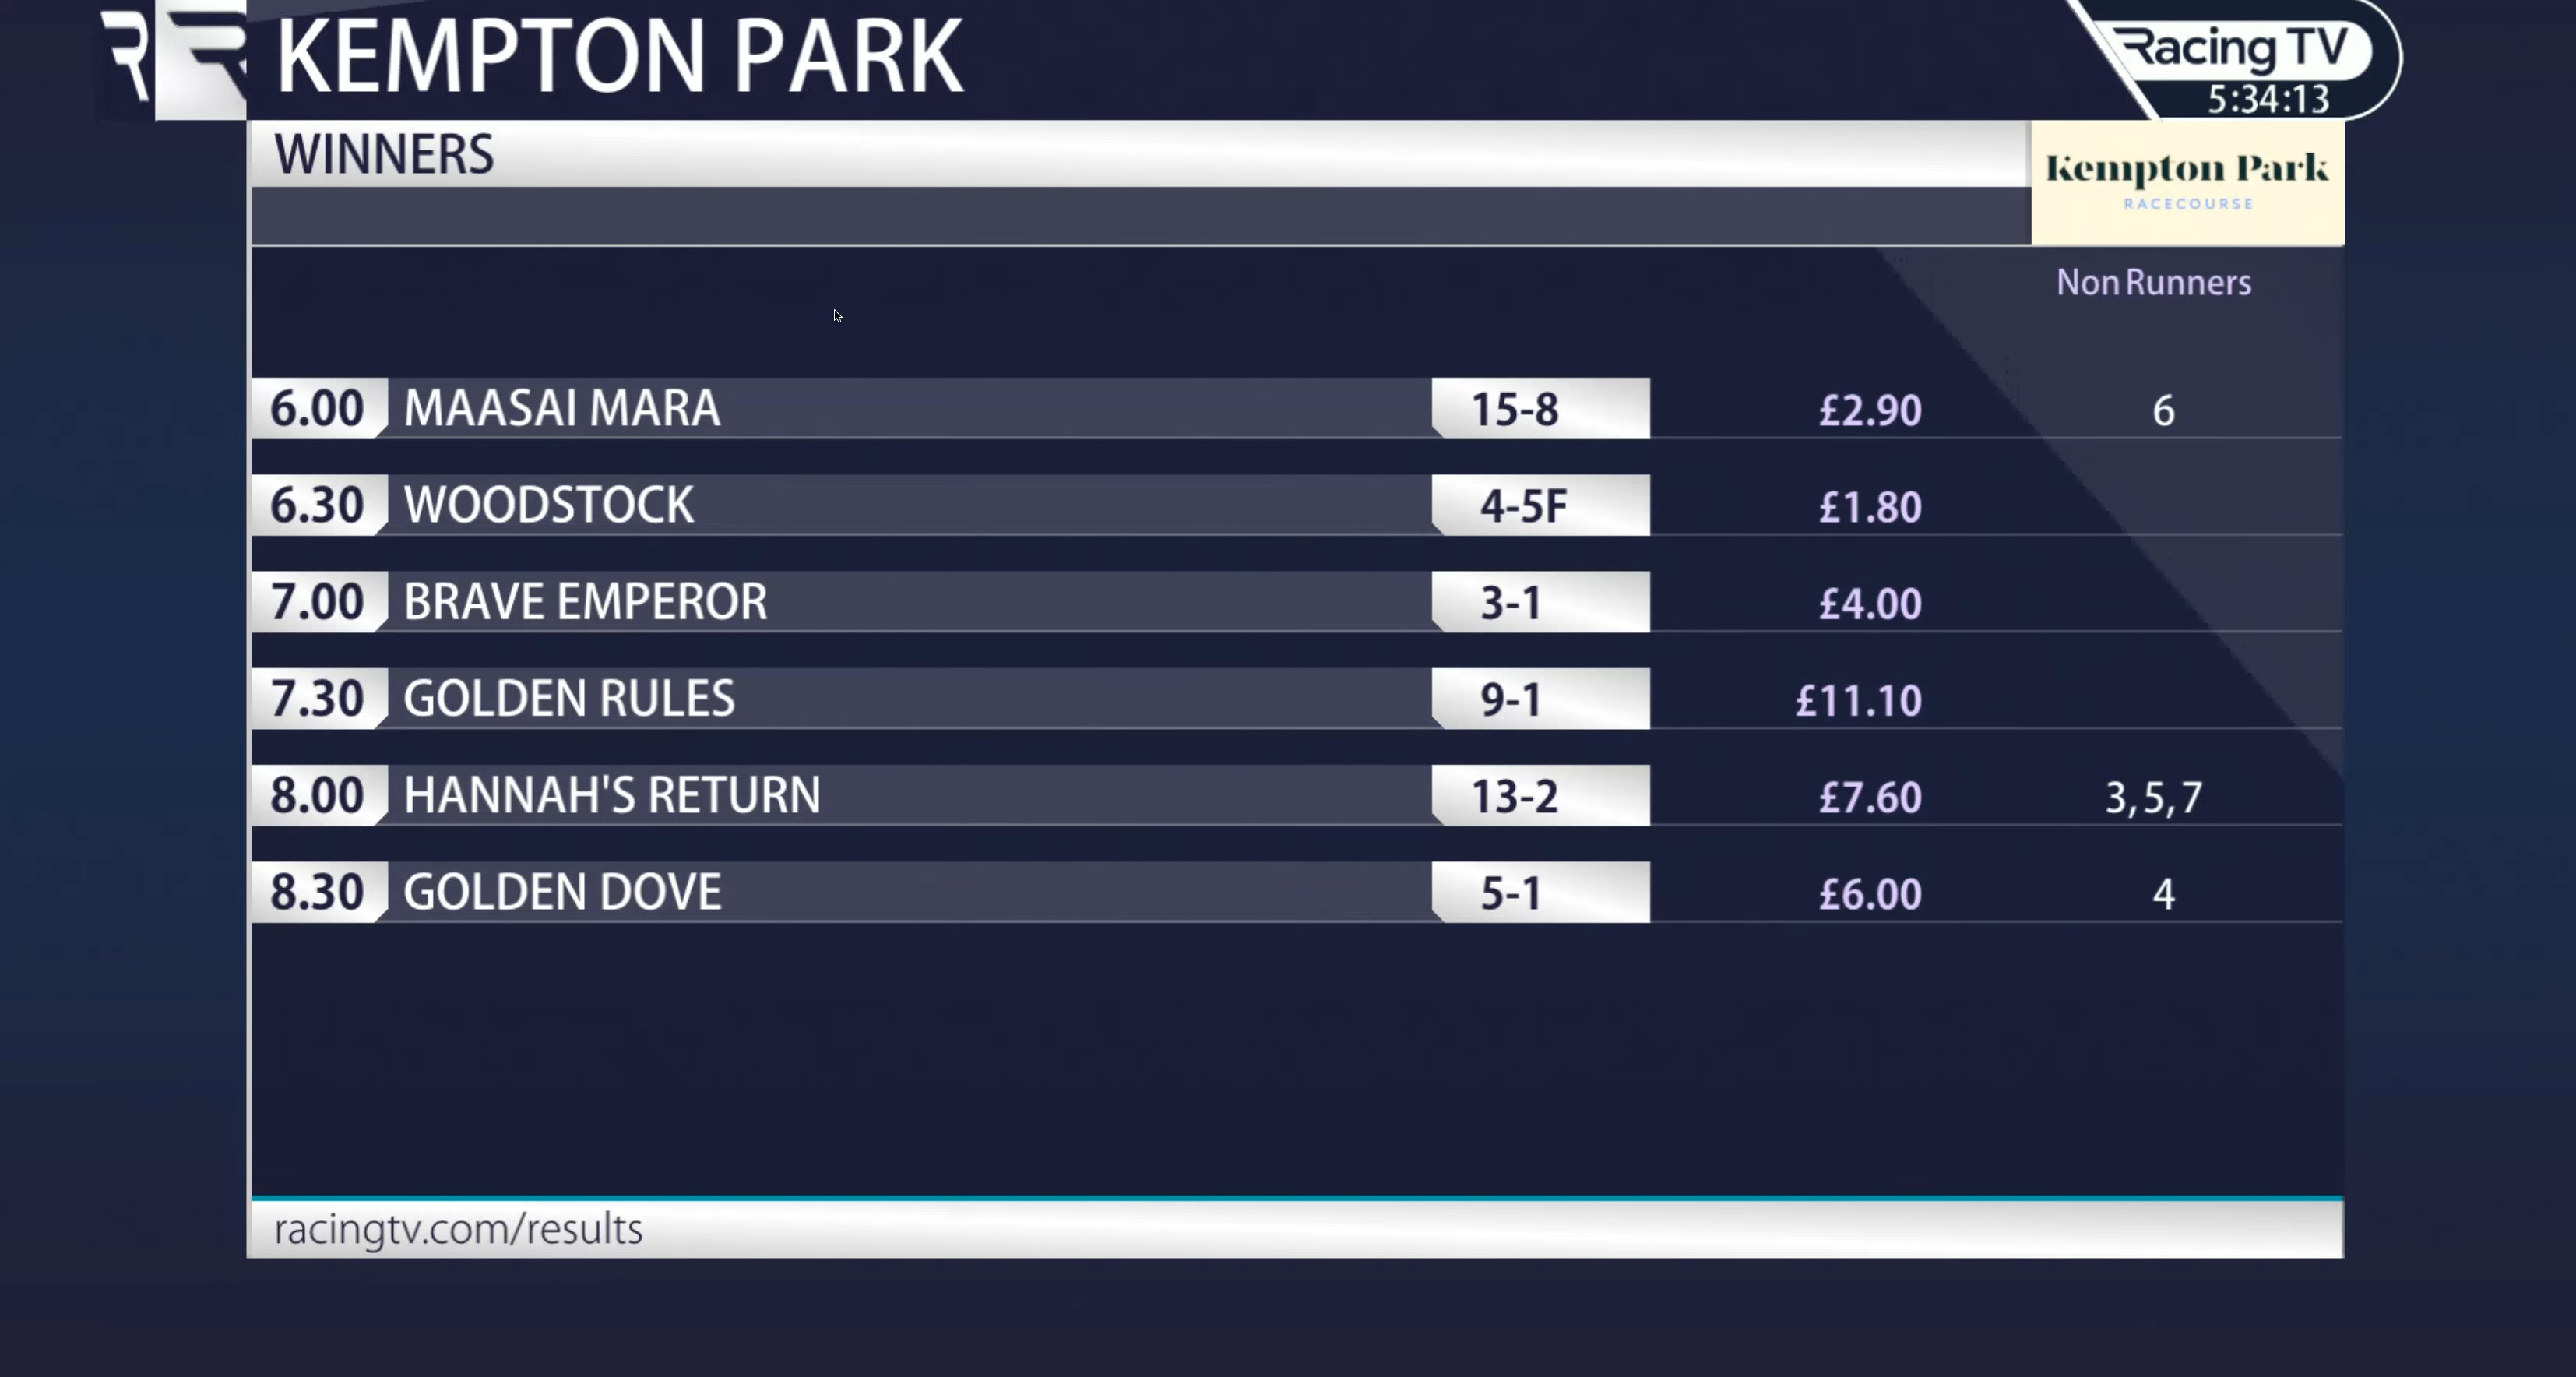 KEMPTON PARK
Racing TV
5:34:13
WINNERS
Kempton Park
RACECOURSE
Non Runners
6.00 MAASAI MARA 15-8 £2.90 6
6.30 WOODSTOCK 4-5F £1.80
7.00 BRAVE EMPEROR 3-1 £4.00
7.30 GOLDEN RULES 9-1 £11.10
8.00 HANNAH'S RETURN 13-2 £7.60 3,5,7
8.30 GOLDEN DOVE 5-1 £6.00 4
racingtv.com/results